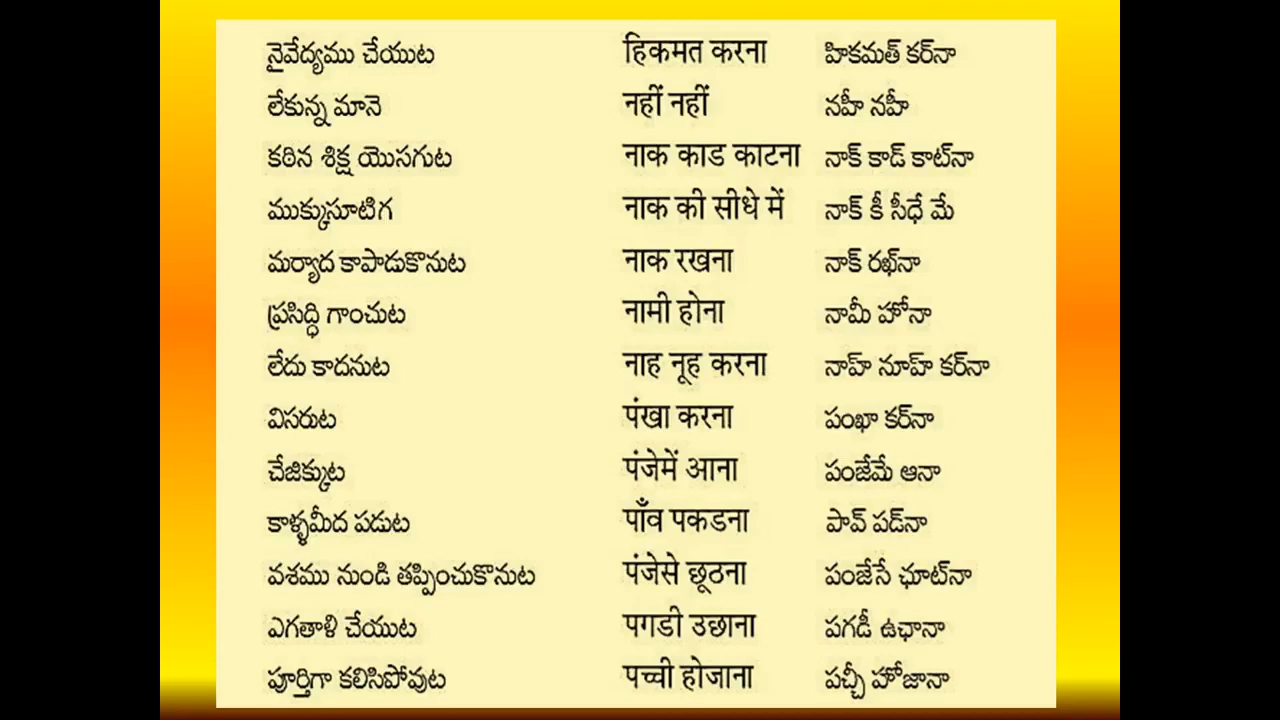 నైవేద్యము చేయుట हिकमत करना హికమత్ కర్‌నా
లేకున్న మానె नहीं नहीं నహీ నహీ
కఠిన శిక్ష యొసగుట नाक काड काटना నాక్ కాడ్ కాట్‌నా
ముక్కుసూటిగ नाक की सीधे में నాక్ కీ సీధే మే
మర్యాద కాపాడుకొనుట नाक रखना నాక్ రఖ్‌నా
ప్రసిద్ధి గాంచుట नामी होना నామీ హోనా
లేదు కాదనుట नाह नूह करना నాహ్ నూహ్ కర్‌నా
విసరుట पंखा करना పంఖా కర్‌నా
చేజిక్కుట पंजेमें आना పంజేమే ఆనా
కాళ్ళమీద పడుట पाँव पकडना పావ్ పడ్‌నా
వశము నుండి తప్పించుకొనుట पंजेसे छूठना పంజేసే ఛూట్‌నా
ఎగతాళి చేయుట पगडी उछाना పగడీ ఉఛానా
పూర్తిగా కలిసిపోవుట पच्ची होजाना పచ్చీ హోజానా